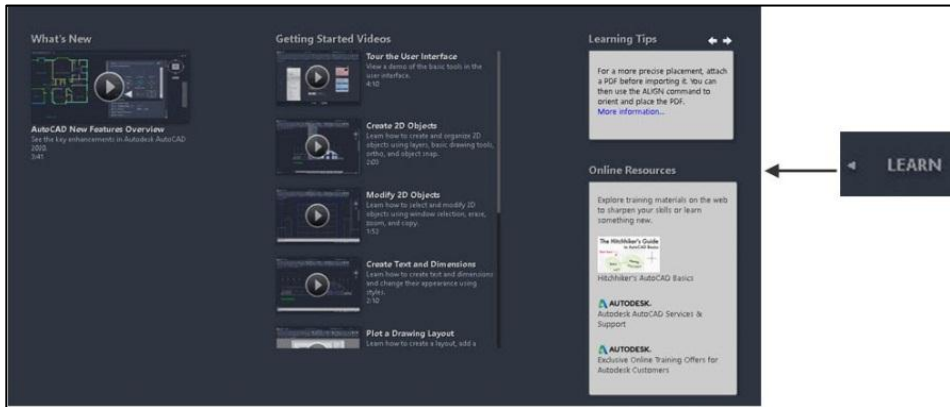 What's New
AutoCAD New Features Overview
See the key enhancements in Autodesk AutoCAD
2020.
3:41
Getting Started Videos
Tour the User Interface
View a demo of the basic tools in the
user interface.
4:10
Create 2D Objects
Learn how to create and organize 2D
objects using layers, basic drawing tools,
ortho, and object snap.
2:09
Modify 2D Objects
Learn how to select and modify 2D
objects using window selection, erase,
zoom, and copy.
1:52
Create Text and Dimensions
Learn how to create text and dimensions
and change their appearance using
styles.
2:10
Plot a Drawing Layout
Learn how to create a layout, add a
Learning Tips
For a more precise placement, attach
a PDF before importing it. You can
then use the ALIGN command to
orient and place the PDF.
More information...
Online Resources
Explore training materials on the web
to sharpen your skills or learn
something new.
The Hitchhiker's Guide
to AutoCAD Basics
Hitchhiker's AutoCAD Basics
AUTODESK.
Autodesk AutoCAD Services &
Support
AUTODESK.
Exclusive Online Training Offers for
Autodesk Customers
LEARN